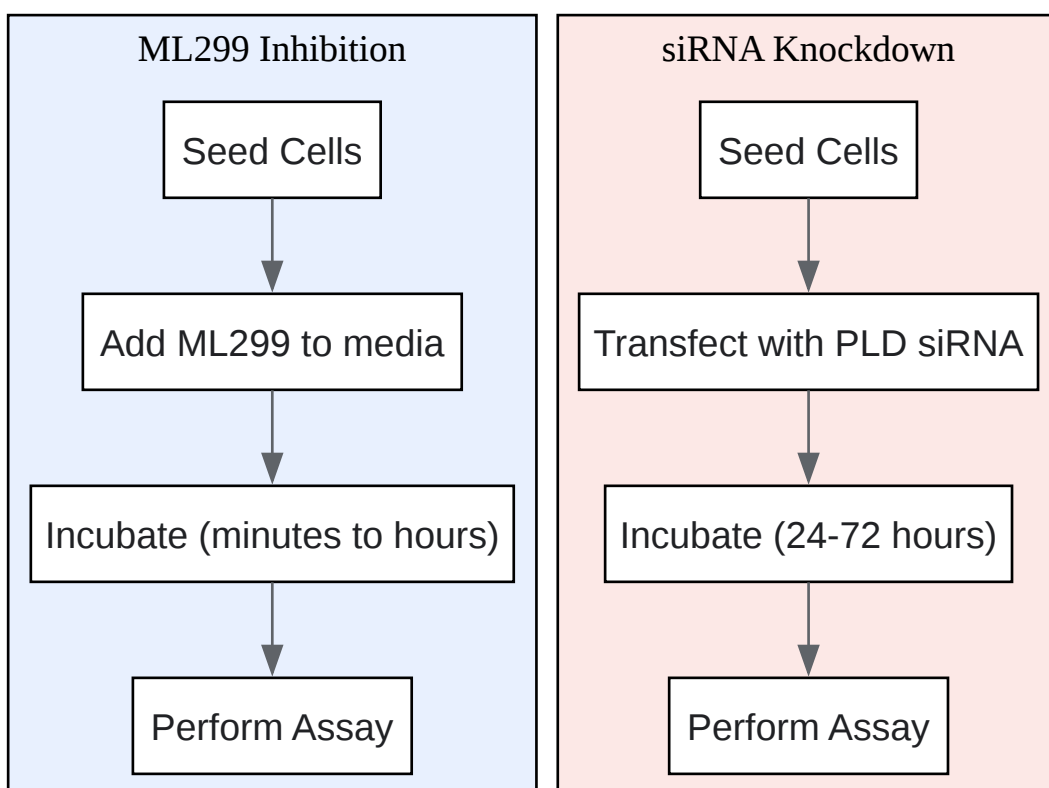 ML299 Inhibition
Seed Cells
Add ML299 to media
Incubate (minutes to hours)
Perform Assay
siRNA Knockdown
Seed Cells
Transfect with PLD siRNA
Incubate (24-72 hours)
Perform Assay